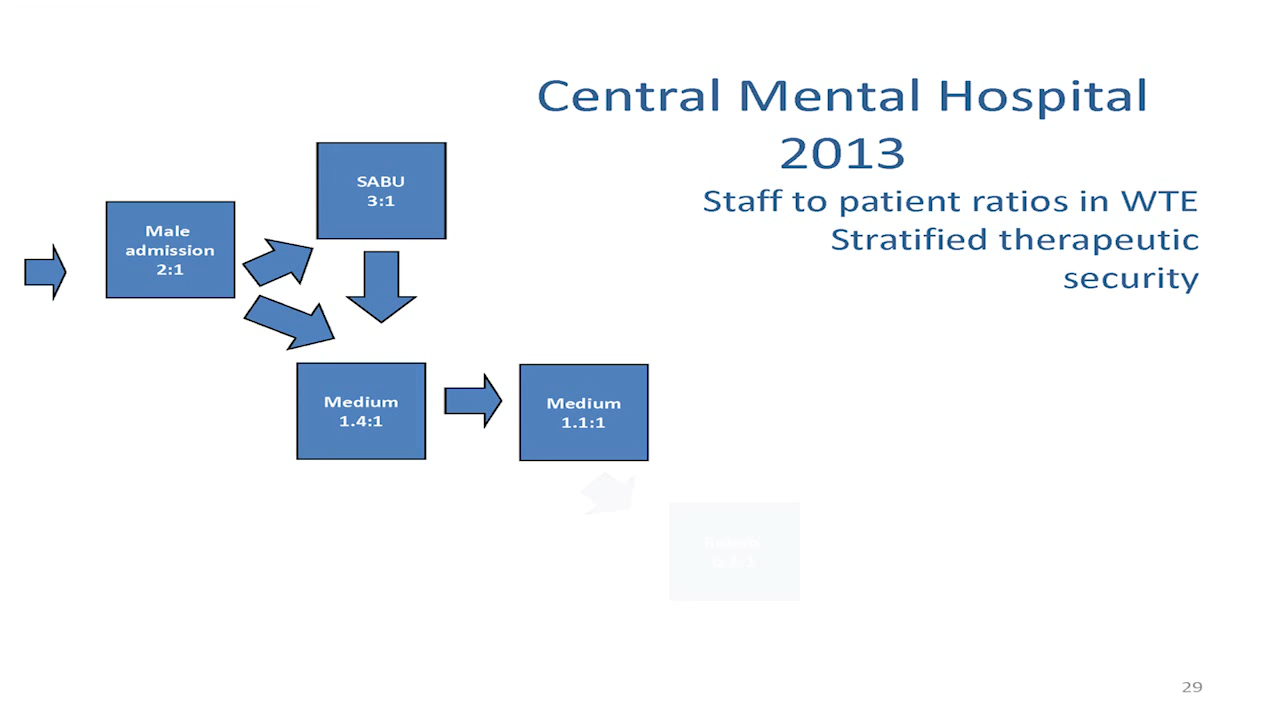 Central Mental Hospital
2013
Staff to patient ratios in WTE
Stratified therapeutic
security
SABU
3:1
Male
admission
2:1
Medium
1.4:1
Medium
1.1:1
29